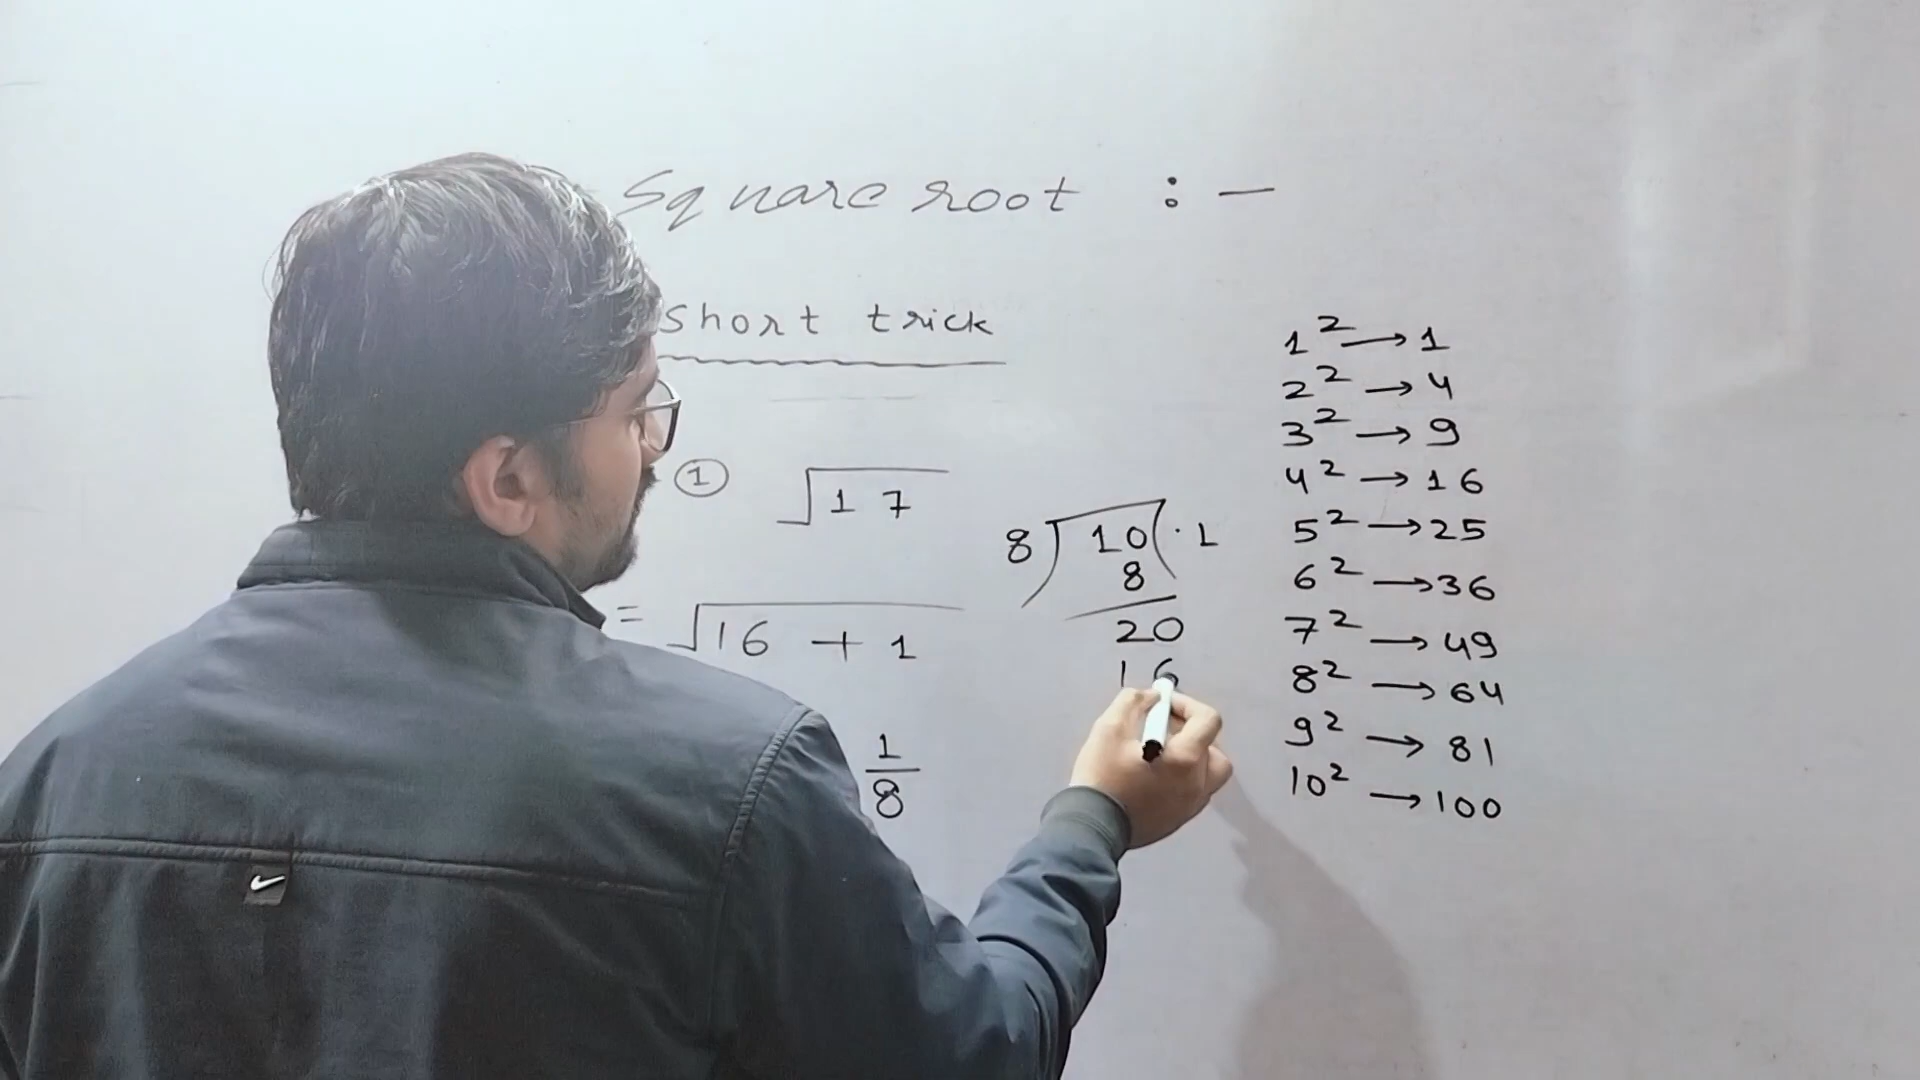 Square root : -
Short trick
① √17
= √16 + 1
1/8
8 ) 10 ( .1
8
20
16
1² → 1
2² → 4
3² → 9
4² → 16
5² → 25
6² → 36
7² → 49
8² → 64
9² → 81
10² → 100